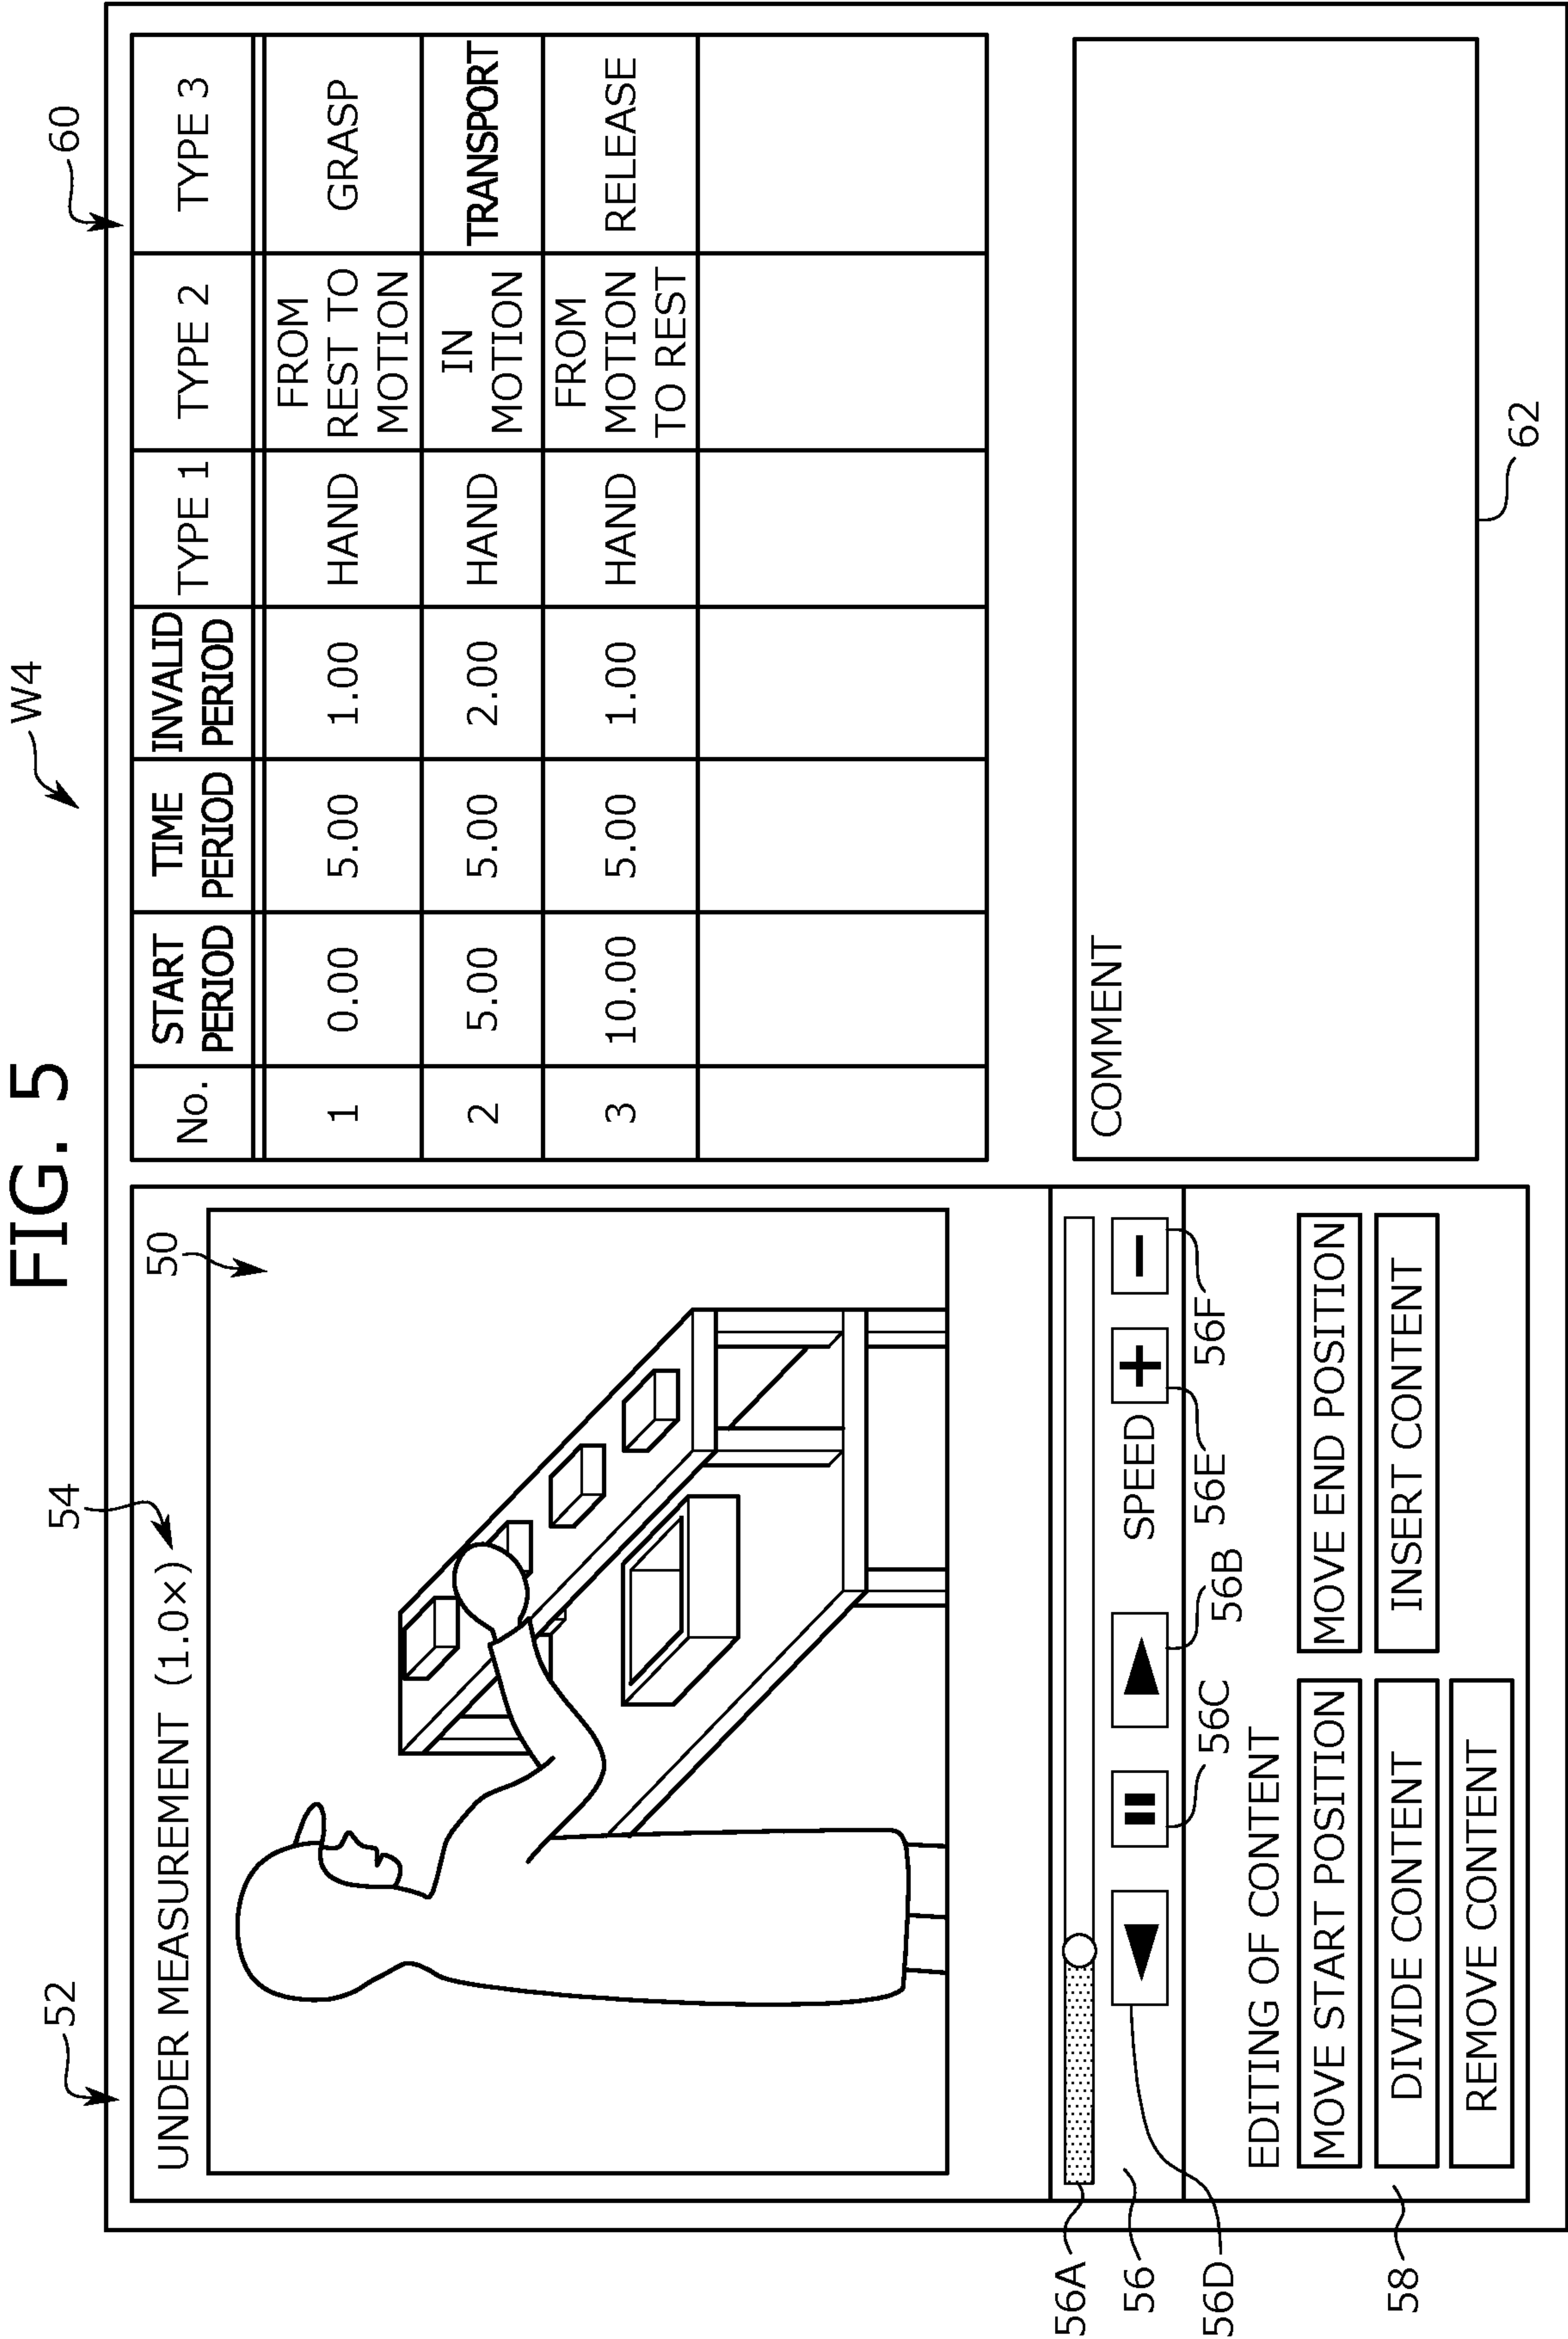 FIG. 5
W4
52
54
60
UNDER MEASUREMENT (1.0×)
50
No.
START
PERIOD
TIME
PERIOD
INVALID
PERIOD
TYPE 1
TYPE 2
TYPE 3
1
0.00
5.00
1.00
HAND
FROM
REST TO
MOTION
GRASP
2
5.00
5.00
2.00
HAND
IN
MOTION
TRANSPORT
3
10.00
5.00
1.00
HAND
FROM
MOTION
TO REST
RELEASE
COMMENT
62
56A
56
56D
SPEED
56C
56B
56E
56F
EDITING OF CONTENT
MOVE START POSITION
MOVE END POSITION
DIVIDE CONTENT
INSERT CONTENT
REMOVE CONTENT
58